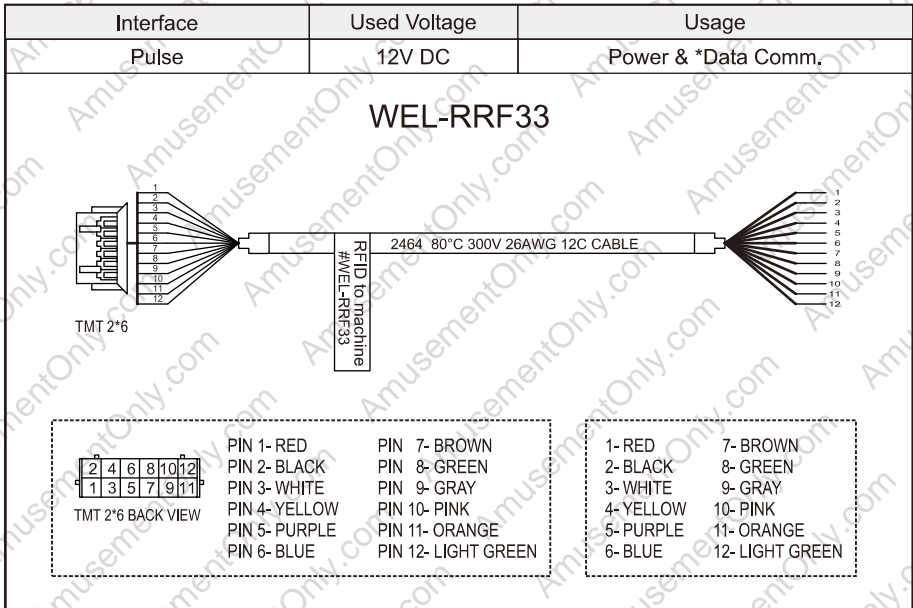 Interface Used Voltage Usage
Pulse 12V DC Power & *Data Comm.
WEL-RRF33
1
2
3
4
5
6
7
8
9
10
11
12
TMT 2*6
2464 80°C 300V 26AWG 12C CABLE
RFID to machine
#WEL-RRF33
1
2
3
4
5
6
7
8
9
10
11
12
2 4 6 8 10 12
1 3 5 7 9 11
TMT 2*6 BACK VIEW
PIN 1- RED
PIN 2- BLACK
PIN 3- WHITE
PIN 4- YELLOW
PIN 5- PURPLE
PIN 6- BLUE
PIN 7- BROWN
PIN 8- GREEN
PIN 9- GRAY
PIN 10- PINK
PIN 11- ORANGE
PIN 12- LIGHT GREEN
1- RED
2- BLACK
3- WHITE
4- YELLOW
5- PURPLE
6- BLUE
7- BROWN
8- GREEN
9- GRAY
10- PINK
11- ORANGE
12- LIGHT GREEN
AmusementOnly.com